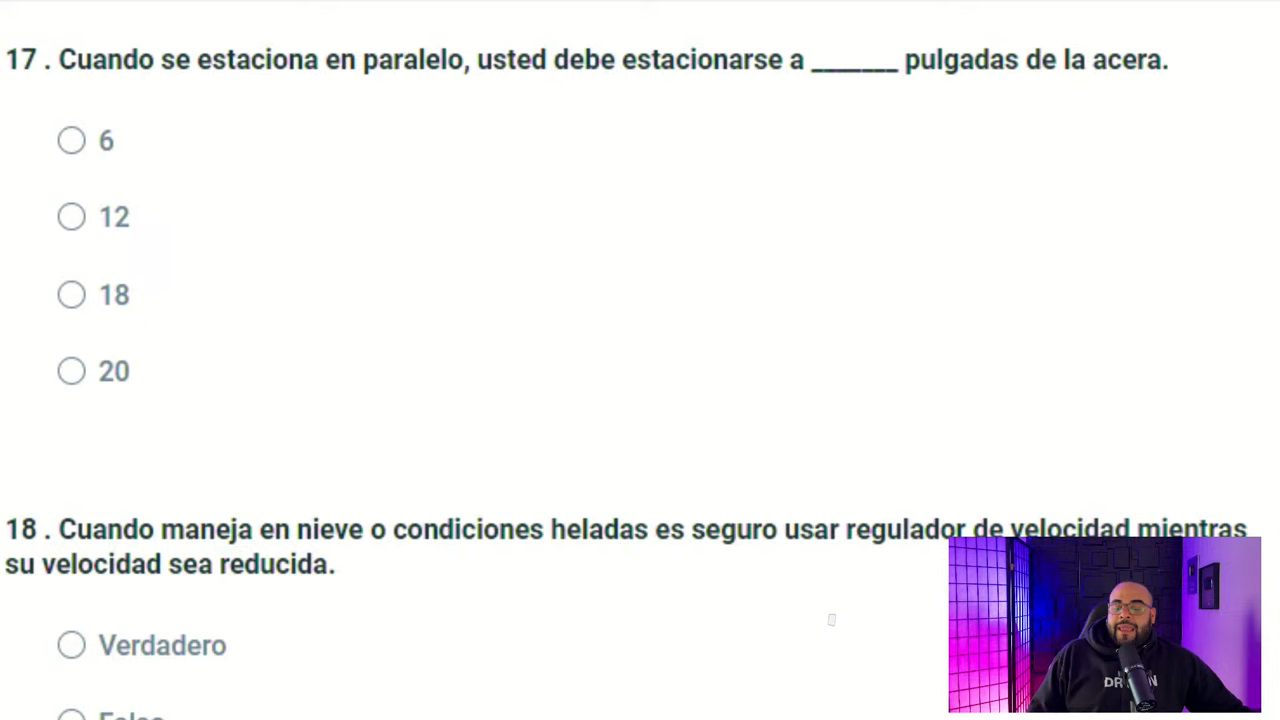 17 . Cuando se estaciona en paralelo, usted debe estacionarse a _______ pulgadas de la acera.
6
12
18
20
18 . Cuando maneja en nieve o condiciones heladas es seguro usar regulador de velocidad mientras
su velocidad sea reducida.
Verdadero
Falso